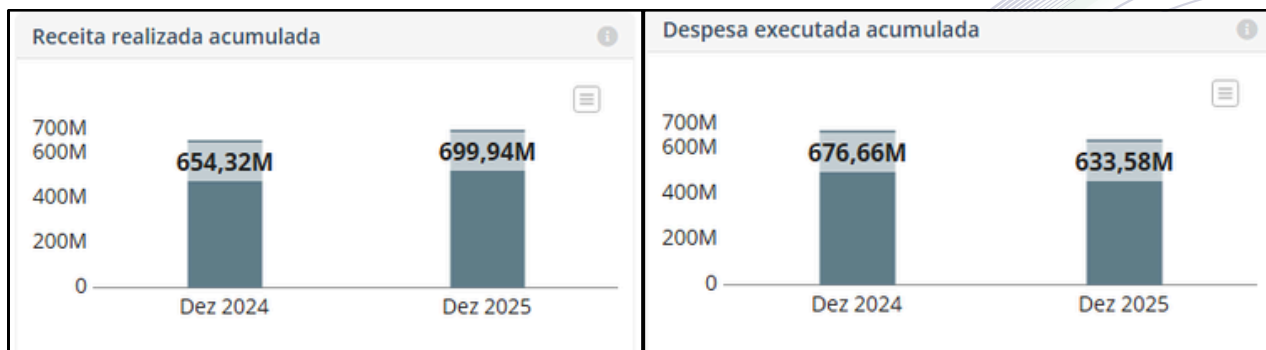 Receita realizada acumulada
700M
600M
400M
200M
0
654,32M
699,94M
Dez 2024
Dez 2025
Despesa executada acumulada
700M
600M
400M
200M
0
676,66M
633,58M
Dez 2024
Dez 2025